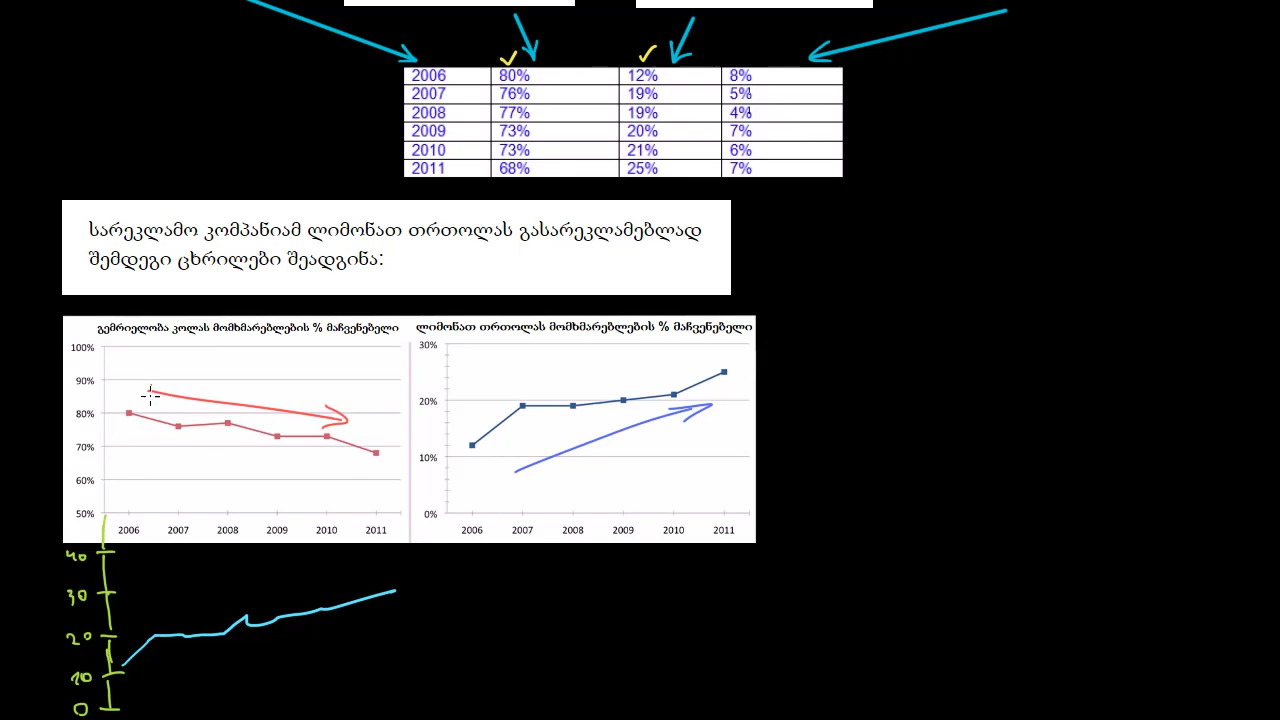 2006 80% 12% 8%
2007 76% 19% 5%
2008 77% 19% 4%
2009 73% 20% 7%
2010 73% 21% 6%
2011 68% 25% 7%
სარეკლამო კომპანიამ ლიმონათ თრთოლას გასარეკლამებლად
შემდეგი ცხრილები შეადგინა:
გემრიელობა კოლას მომხმარებლების % მაჩვენებელი
100%
90%
80%
70%
60%
50%
2006 2007 2008 2009 2010 2011
ლიმონათ თრთოლას მომხმარებლების % მაჩვენებელი
30%
20%
10%
0%
2006 2007 2008 2009 2010 2011
40
30
20
10
0